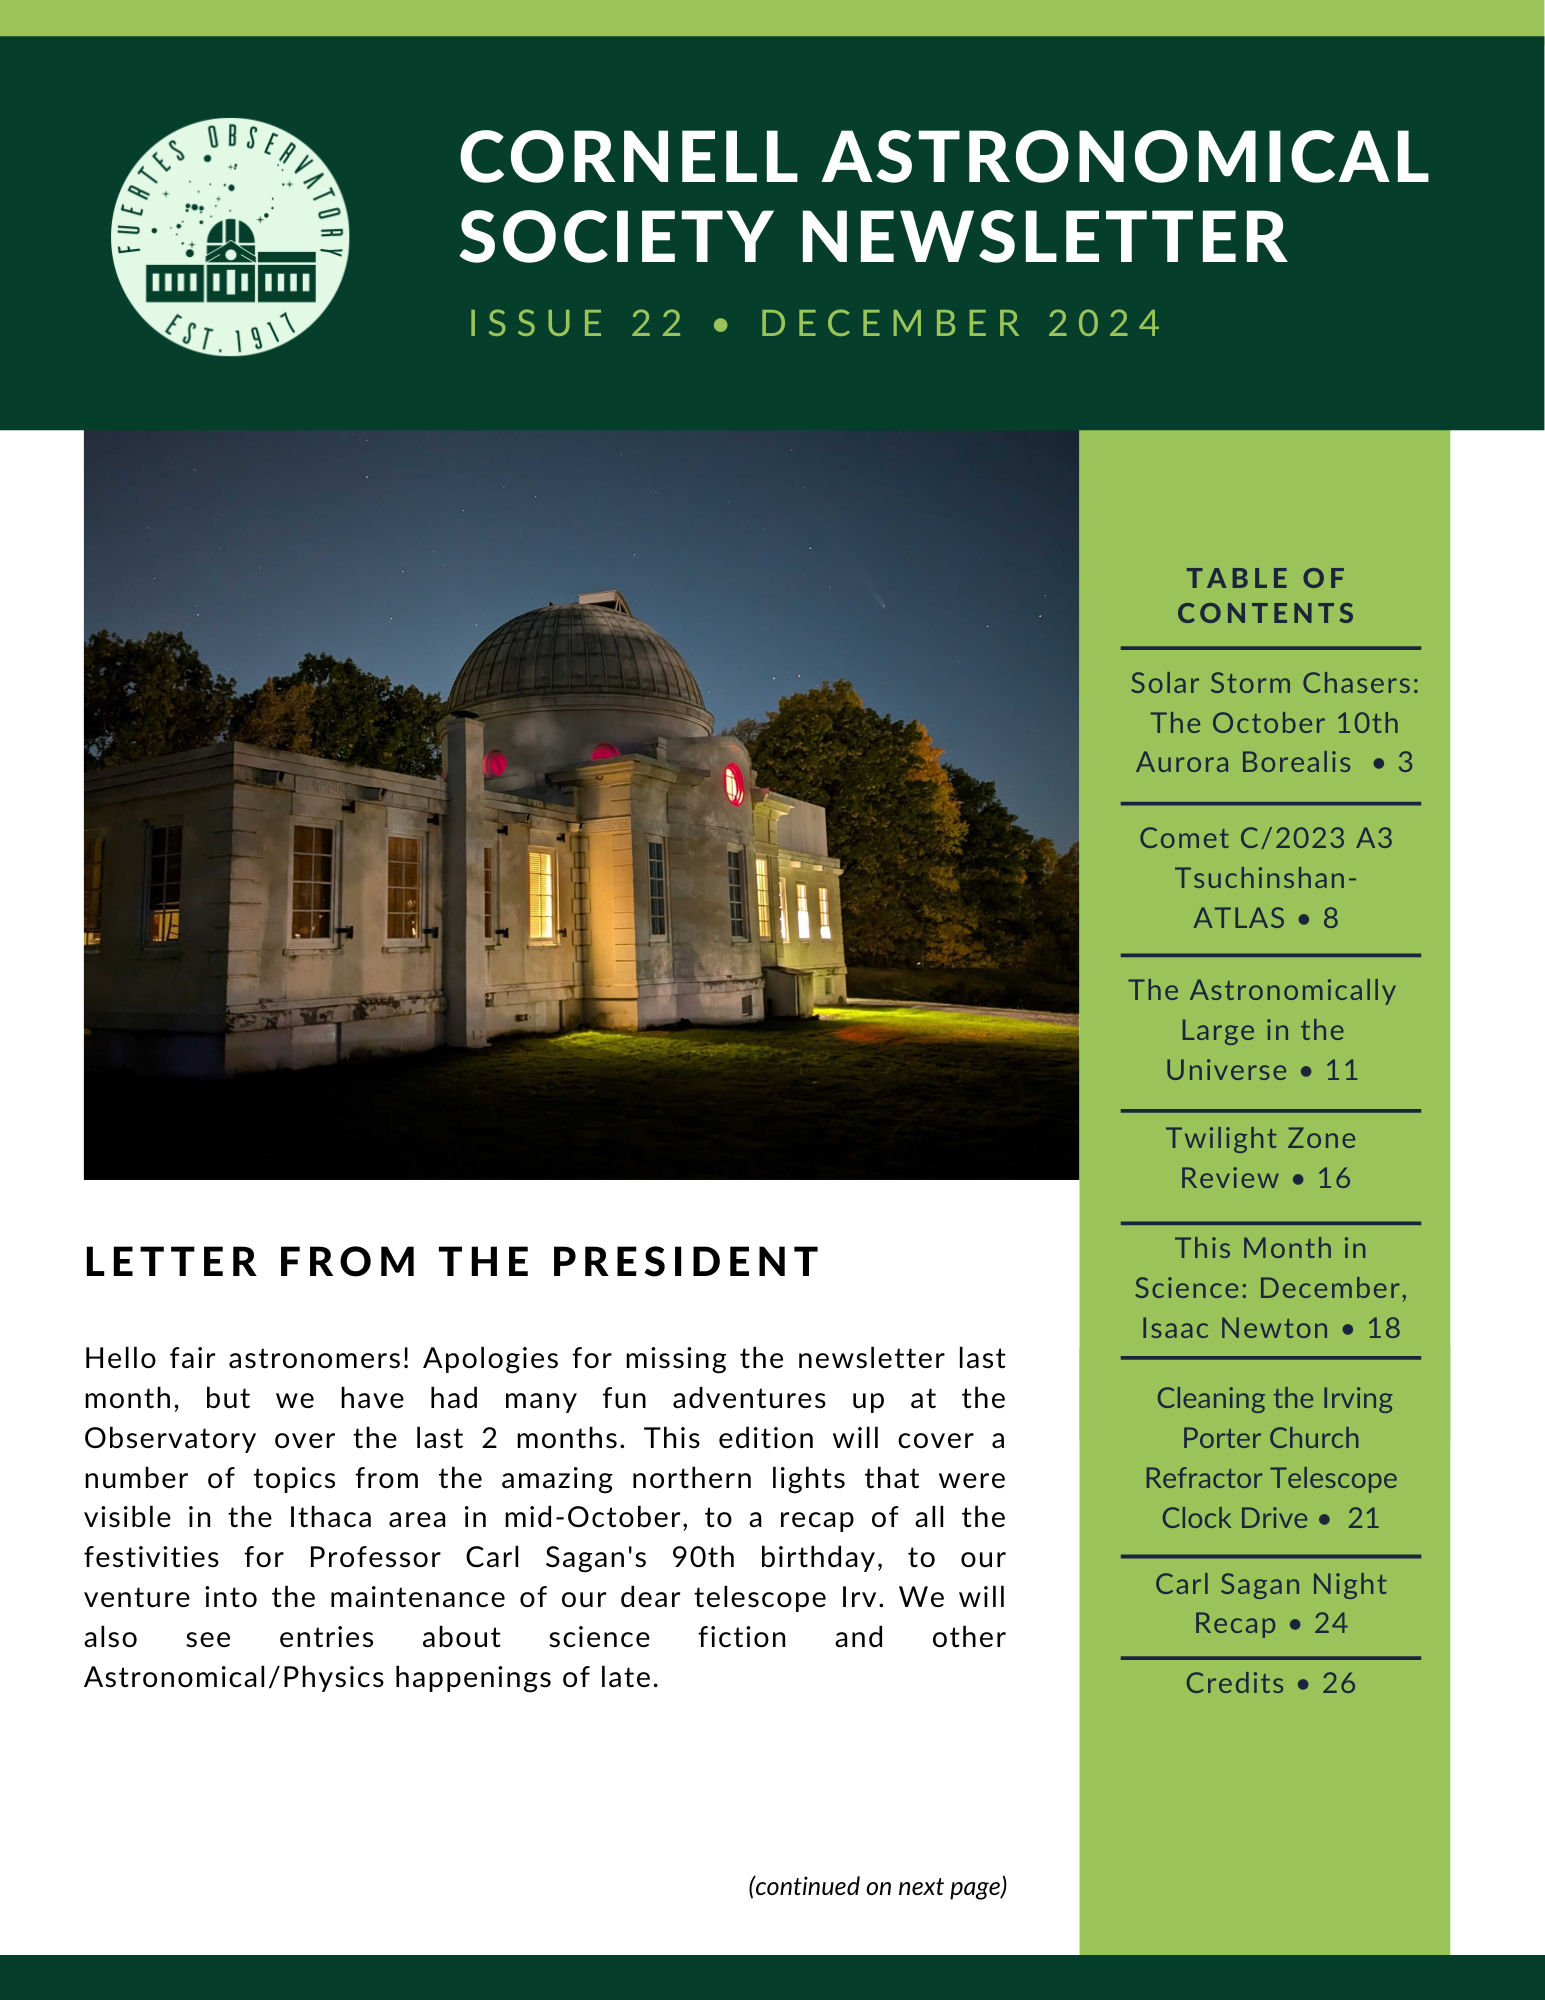 FUERTES OBSERVATORY
EST. 1917
CORNELL ASTRONOMICAL
SOCIETY NEWSLETTER
ISSUE 22 • DECEMBER 2024
TABLE OF
CONTENTS
Solar Storm Chasers:
The October 10th
Aurora Borealis • 3
Comet C/2023 A3
Tsuchinshan-
ATLAS • 8
The Astronomically
Large in the
Universe • 11
Twilight Zone
Review • 16
This Month in
Science: December,
Isaac Newton • 18
Cleaning the Irving
Porter Church
Refractor Telescope
Clock Drive • 21
Carl Sagan Night
Recap • 24
Credits • 26
LETTER FROM THE PRESIDENT
Hello fair astronomers! Apologies for missing the newsletter last
month, but we have had many fun adventures up at the
Observatory over the last 2 months. This edition will cover a
number of topics from the amazing northern lights that were
visible in the Ithaca area in mid-October, to a recap of all the
festivities for Professor Carl Sagan's 90th birthday, to our
venture into the maintenance of our dear telescope Irv. We will
also see entries about science fiction and other
Astronomical/Physics happenings of late.
(continued on next page)